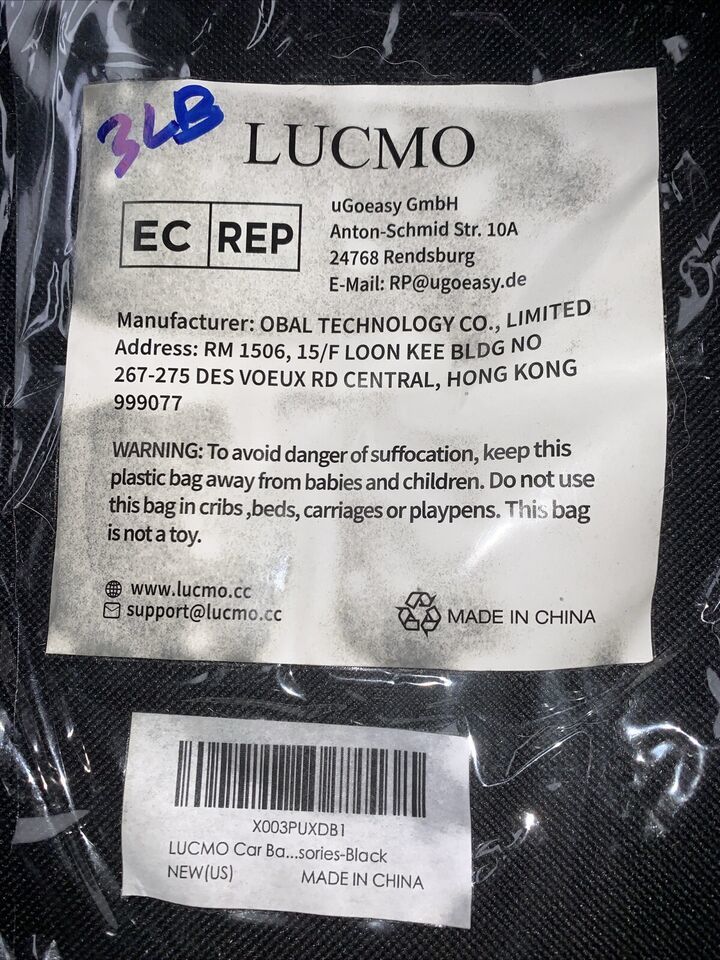 3LB
LUCMO
EC REP
uGoeasy GmbH
Anton-Schmid Str. 10A
24768 Rendsburg
E-Mail: RP@ugoeasy.de
Manufacturer: OBAL TECHNOLOGY CO., LIMITED
Address: RM 1506, 15/F LOON KEE BLDG NO
267-275 DES VOEUX RD CENTRAL, HONG KONG
999077
WARNING: To avoid danger of suffocation, keep this
plastic bag away from babies and children. Do not use
this bag in cribs ,beds, carriages or playpens. This bag
is not a toy.
www.lucmo.cc
support@lucmo.cc
MADE IN CHINA
X003PUXDB1
LUCMO Car Ba...sories-Black
NEW(US) MADE IN CHINA